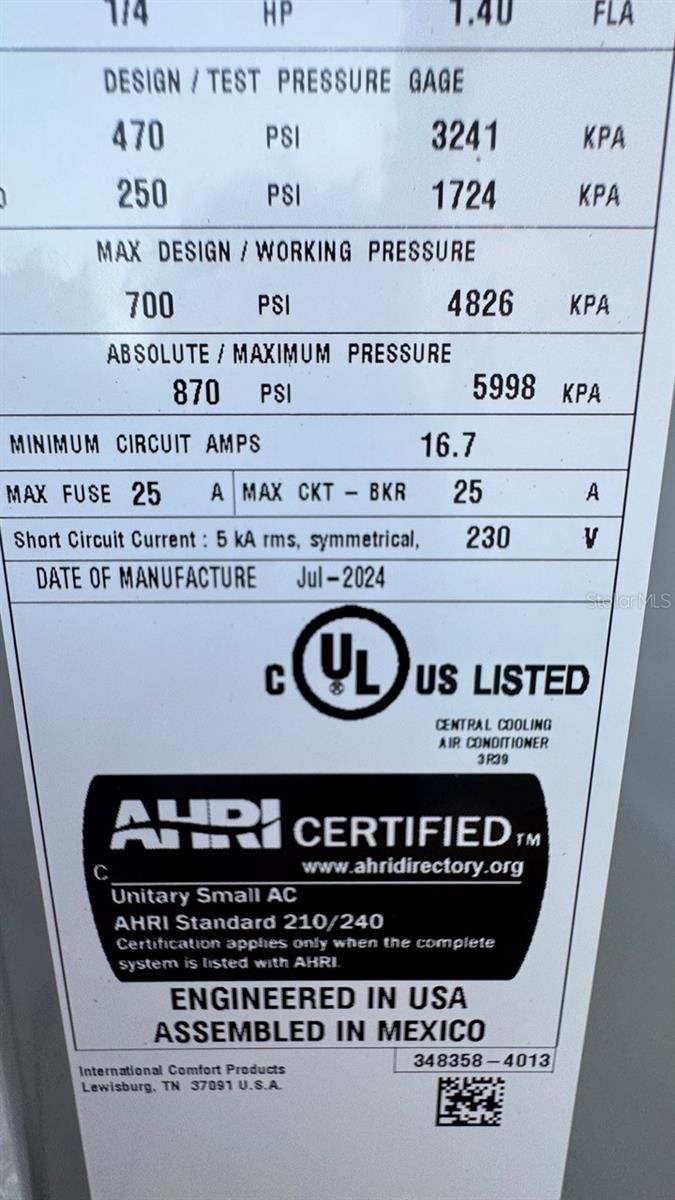 1/4 HP 1.40 FLA
DESIGN / TEST PRESSURE GAGE
470 PSI 3241 KPA
250 PSI 1724 KPA
MAX DESIGN / WORKING PRESSURE
700 PSI 4826 KPA
ABSOLUTE / MAXIMUM PRESSURE
870 PSI 5998 KPA
MINIMUM CIRCUIT AMPS 16.7
MAX FUSE 25 A MAX CKT - BKR 25 A
Short Circuit Current : 5 kA rms, symmetrical, 230 V
DATE OF MANUFACTURE Jul-2024
StellarMLS
C UL ® US LISTED
CENTRAL COOLING
AIR CONDITIONER
3R39
AHRI CERTIFIED TM
C www.ahridirectory.org
Unitary Small AC
AHRI Standard 210/240
Certification applies only when the complete
system is listed with AHRI.
ENGINEERED IN USA
ASSEMBLED IN MEXICO
348358-4013
International Comfort Products
Lewisburg, TN 37091 U.S.A.